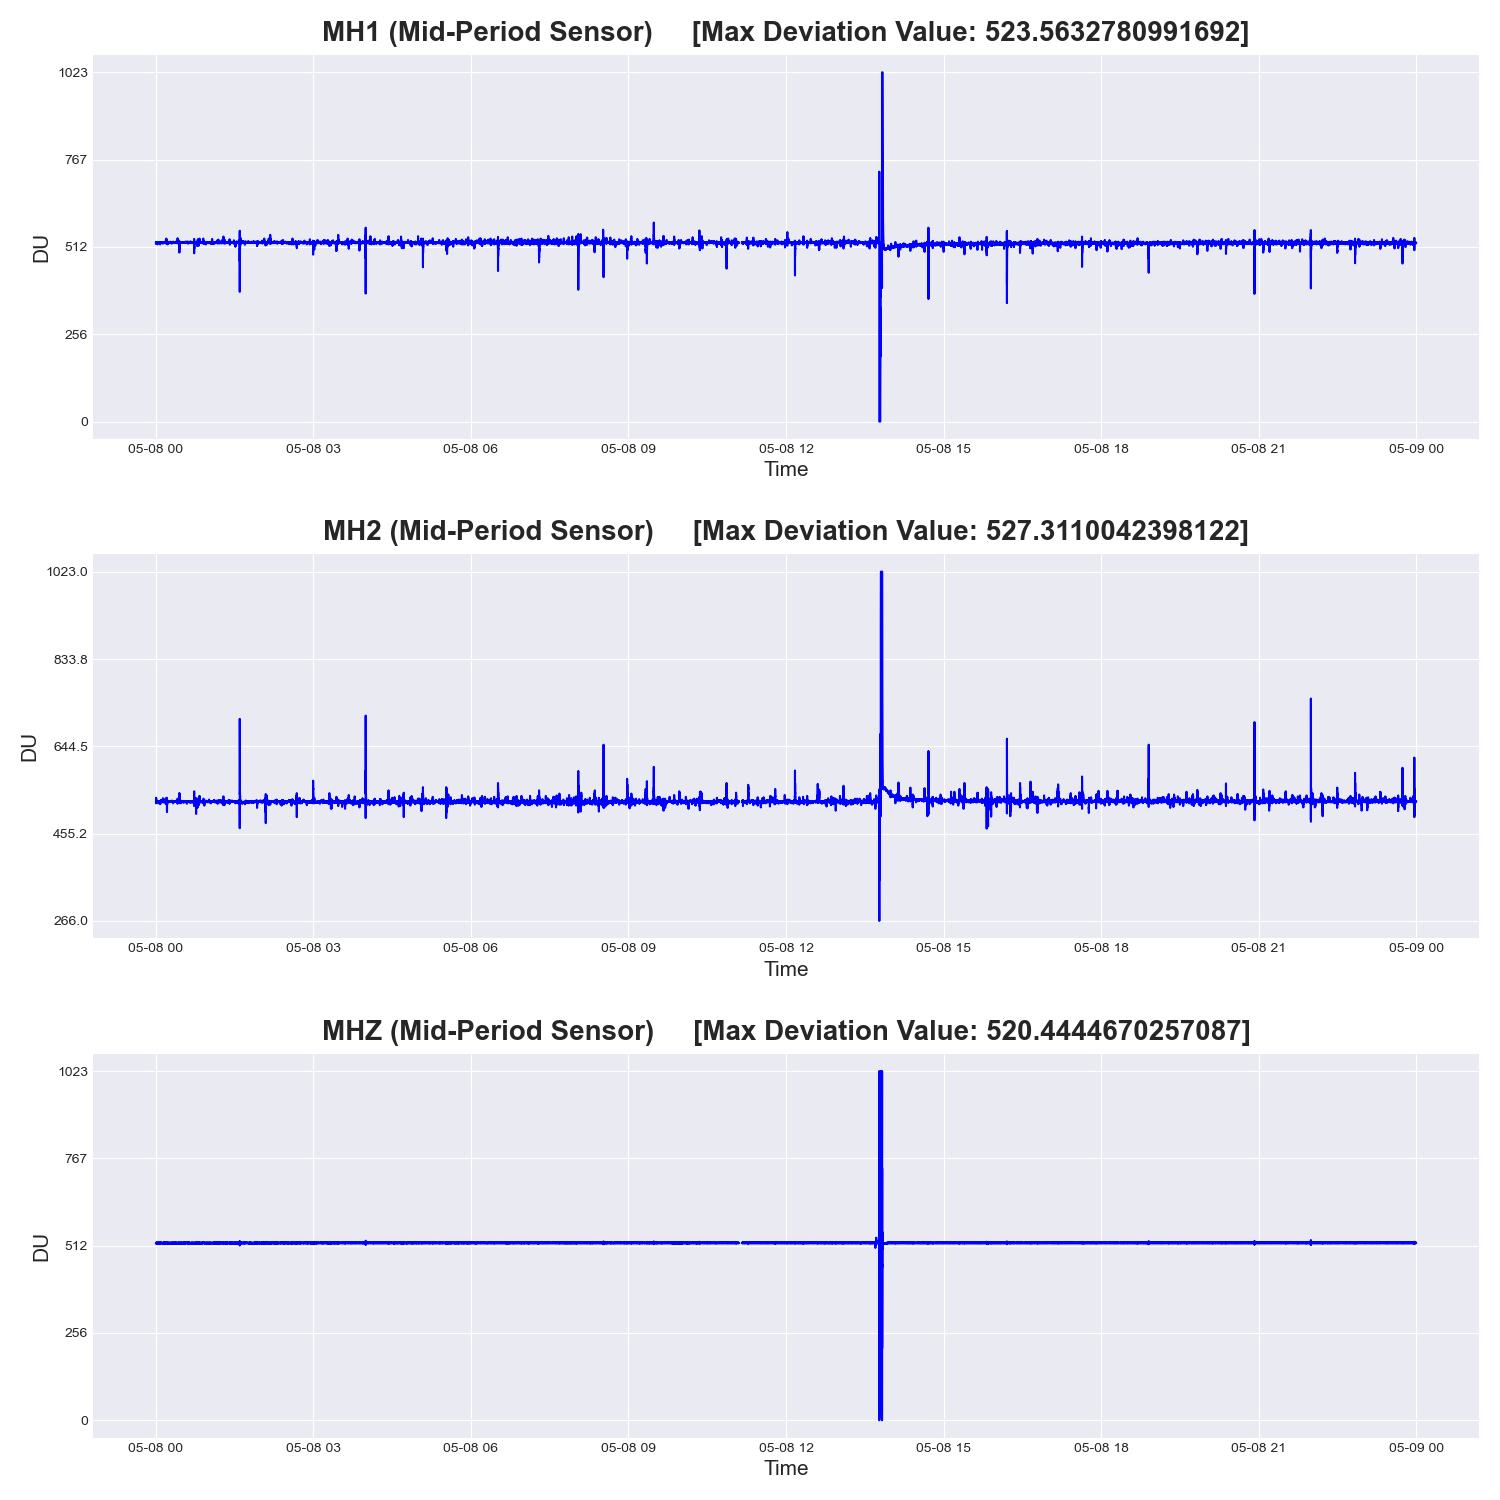 MH1 (Mid-Period Sensor) [Max Deviation Value: 523.5632780991692]
1023
767
512
256
0
DU
05-08 00 05-08 03 05-08 06 05-08 09 05-08 12 05-08 15 05-08 18 05-08 21 05-09 00
Time
MH2 (Mid-Period Sensor) [Max Deviation Value: 527.3110042398122]
1023.0
833.8
644.5
455.2
266.0
DU
05-08 00 05-08 03 05-08 06 05-08 09 05-08 12 05-08 15 05-08 18 05-08 21 05-09 00
Time
MHZ (Mid-Period Sensor) [Max Deviation Value: 520.4444670257087]
1023
767
512
256
0
DU
05-08 00 05-08 03 05-08 06 05-08 09 05-08 12 05-08 15 05-08 18 05-08 21 05-09 00
Time